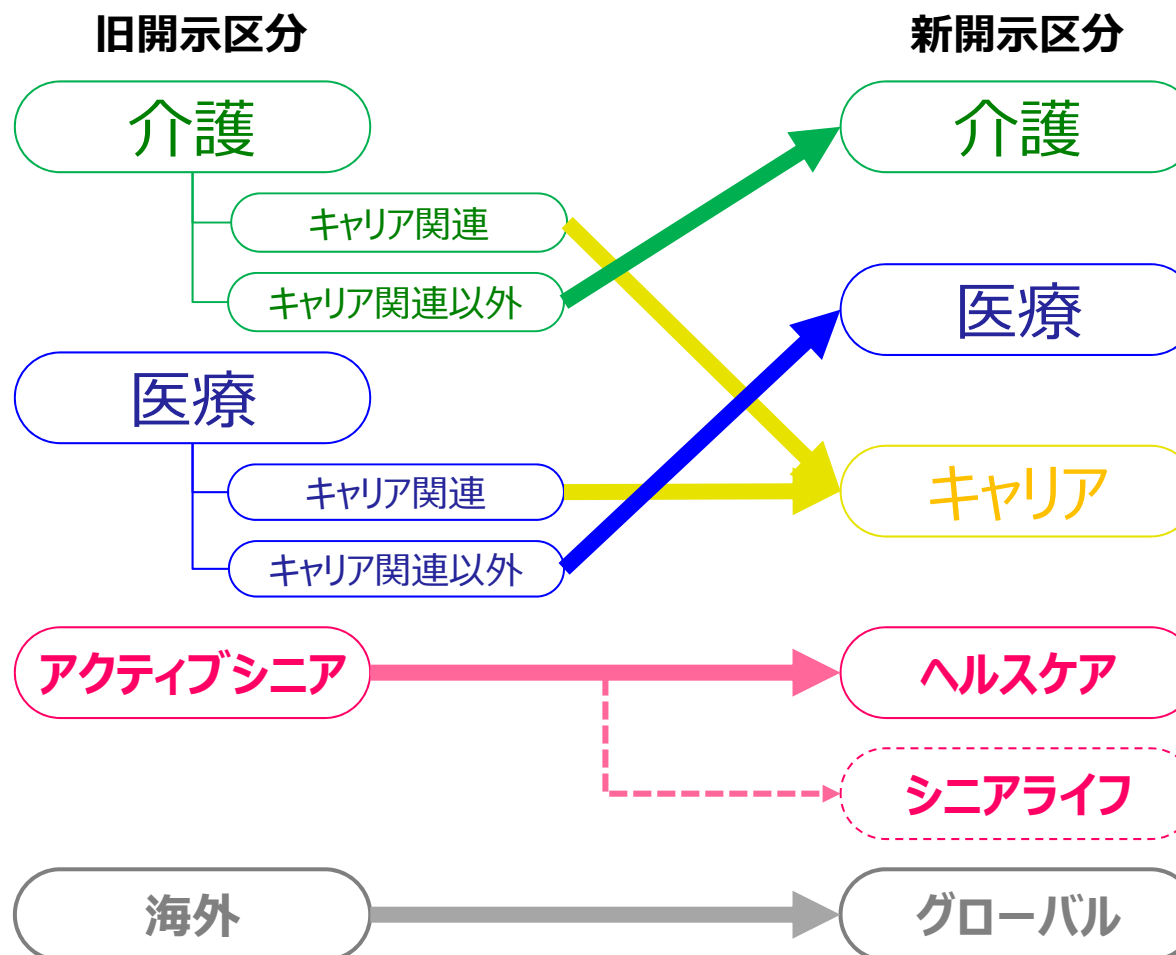 旧開示区分
新開示区分
介護
キャリア関連
キャリア関連以外
医療
キャリア関連
キャリア関連以外
アクティブシニア
海外
介護
医療
キャリア
ヘルスケア
シニアライフ
グローバル